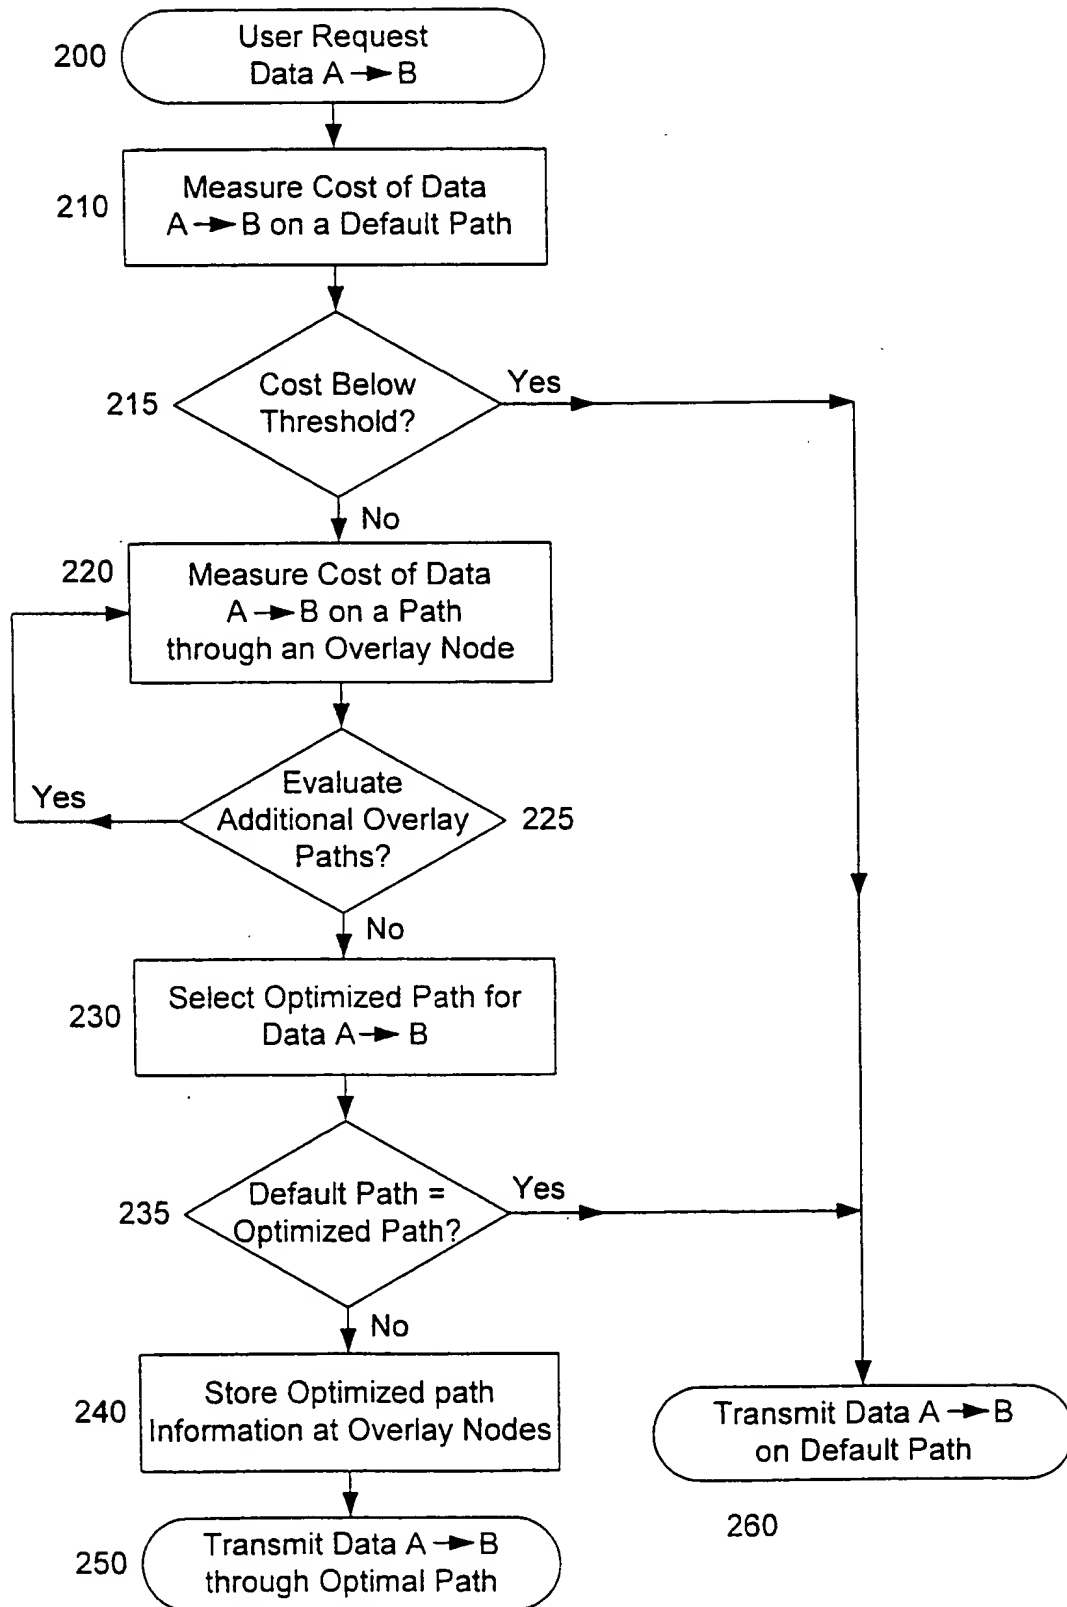 200
User Request
Data A → B
210
Measure Cost of Data
A → B on a Default Path
215
Cost Below
Threshold?
Yes
No
220
Measure Cost of Data
A → B on a Path
through an Overlay Node
Evaluate
Additional Overlay
Paths?
225
Yes
No
230
Select Optimized Path for
Data A → B
235
Default Path =
Optimized Path?
Yes
No
240
Store Optimized path
Information at Overlay Nodes
250
Transmit Data A → B
through Optimal Path
Transmit Data A → B
on Default Path
260